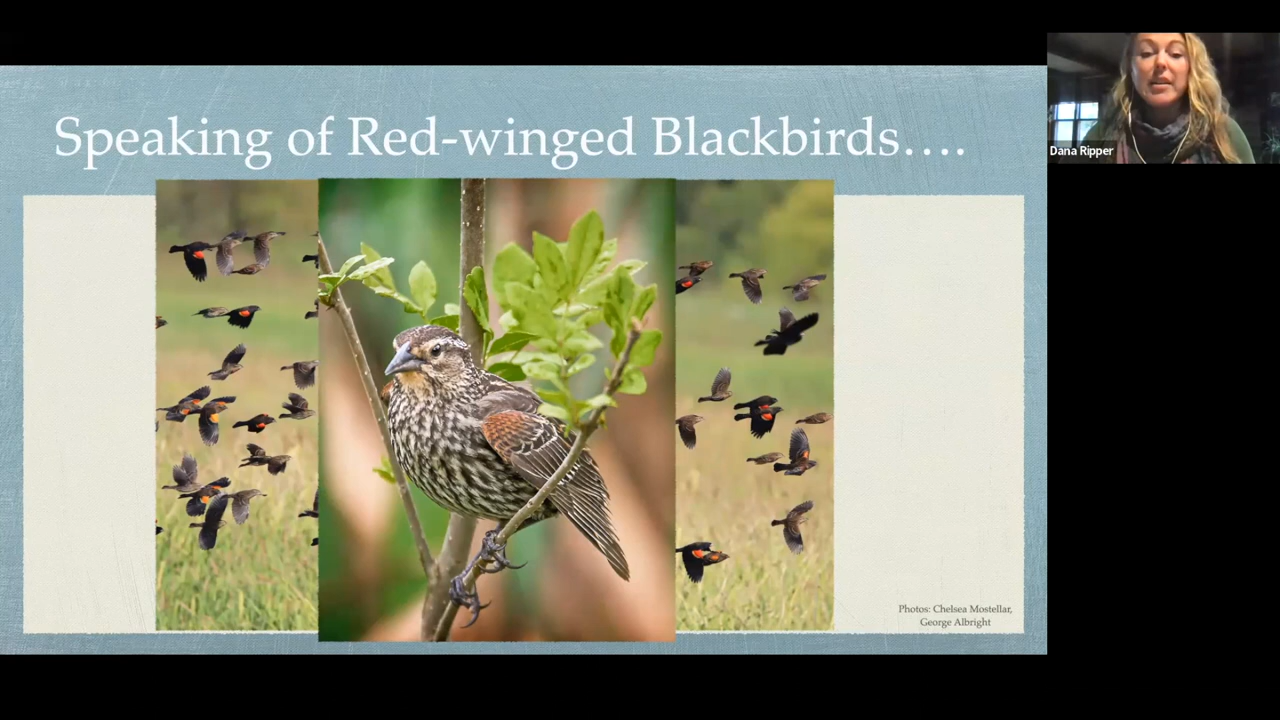 Speaking of Red-winged Blackbirds....
Dana Ripper
Photos: Chelsea Mostellar,
George Albright